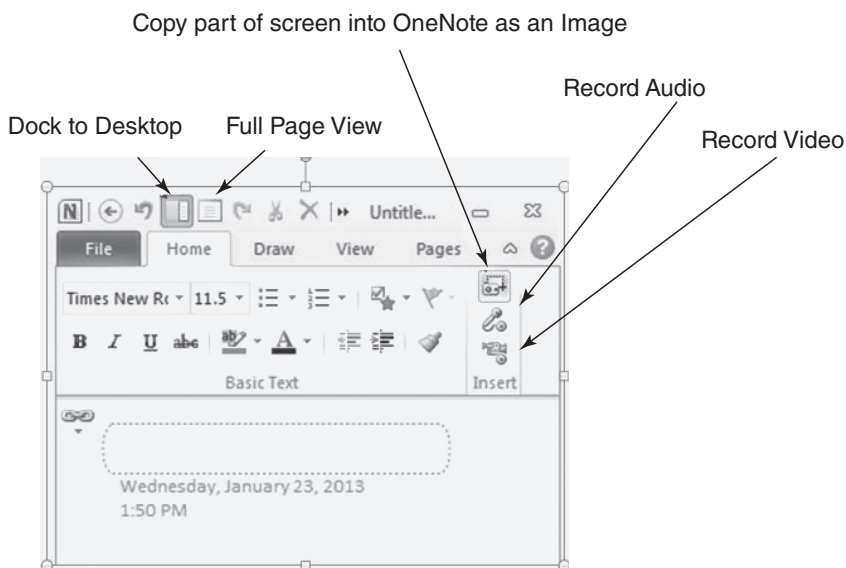 Copy part of screen into OneNote as an Image
Record Audio
Dock to Desktop Full Page View
Record Video
N Untitle...
File Home Draw View Pages
Times New Ro 11.5
B I U abc ab A
Basic Text Insert
Wednesday, January 23, 2013
1:50 PM